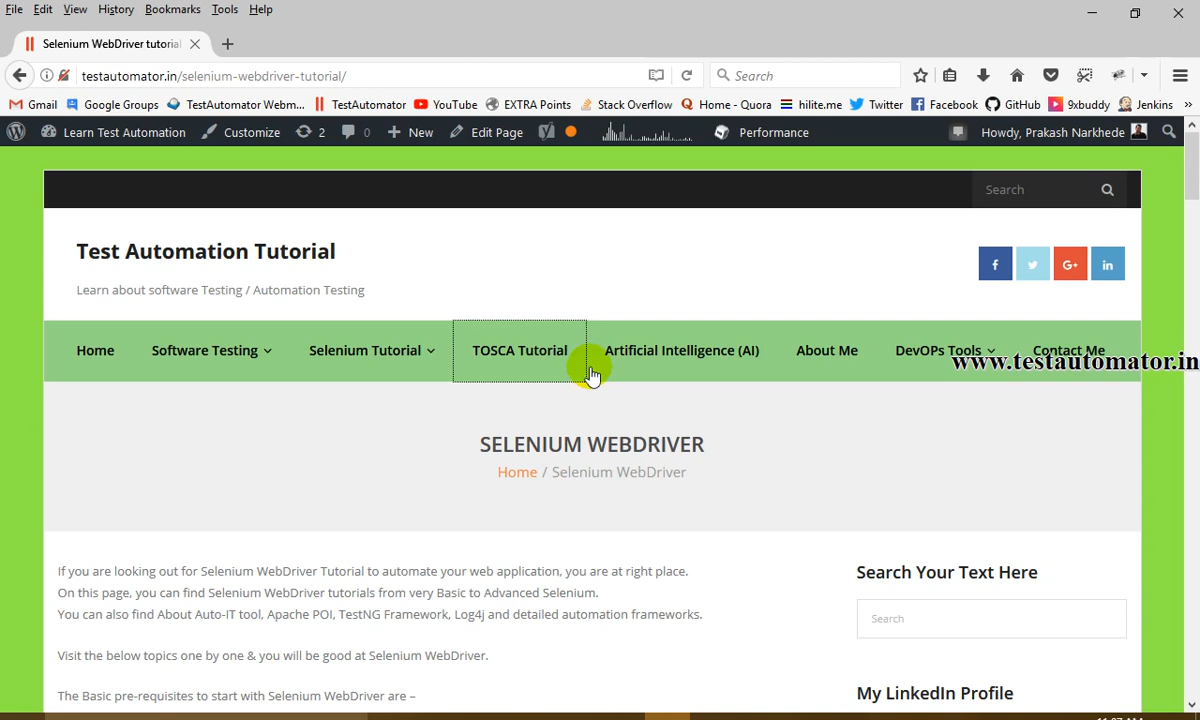 File Edit View History Bookmarks Tools Help
Selenium WebDriver tutorial
testautomator.in/selenium-webdriver-tutorial/
Search
Gmail Google Groups TestAutomator Webm... TestAutomator YouTube EXTRA Points Stack Overflow Home - Quora hilite.me Twitter Facebook GitHub 9xbuddy Jenkins »
Learn Test Automation Customize 2 0 New Edit Page Performance Howdy, Prakash Narkhede
Search
Test Automation Tutorial
Learn about software Testing / Automation Testing
Home Software Testing Selenium Tutorial TOSCA Tutorial Artificial Intelligence (AI) About Me DevOPs Tools Contact Me
www.testautomator.in
SELENIUM WEBDRIVER
Home / Selenium WebDriver
If you are looking out for Selenium WebDriver Tutorial to automate your web application, you are at right place.
On this page, you can find Selenium WebDriver tutorials from very Basic to Advanced Selenium.
You can also find About Auto-IT tool, Apache POI, TestNG Framework, Log4j and detailed automation frameworks.
Visit the below topics one by one & you will be good at Selenium WebDriver.
The Basic pre-requisites to start with Selenium WebDriver are –
Search Your Text Here
Search
My LinkedIn Profile